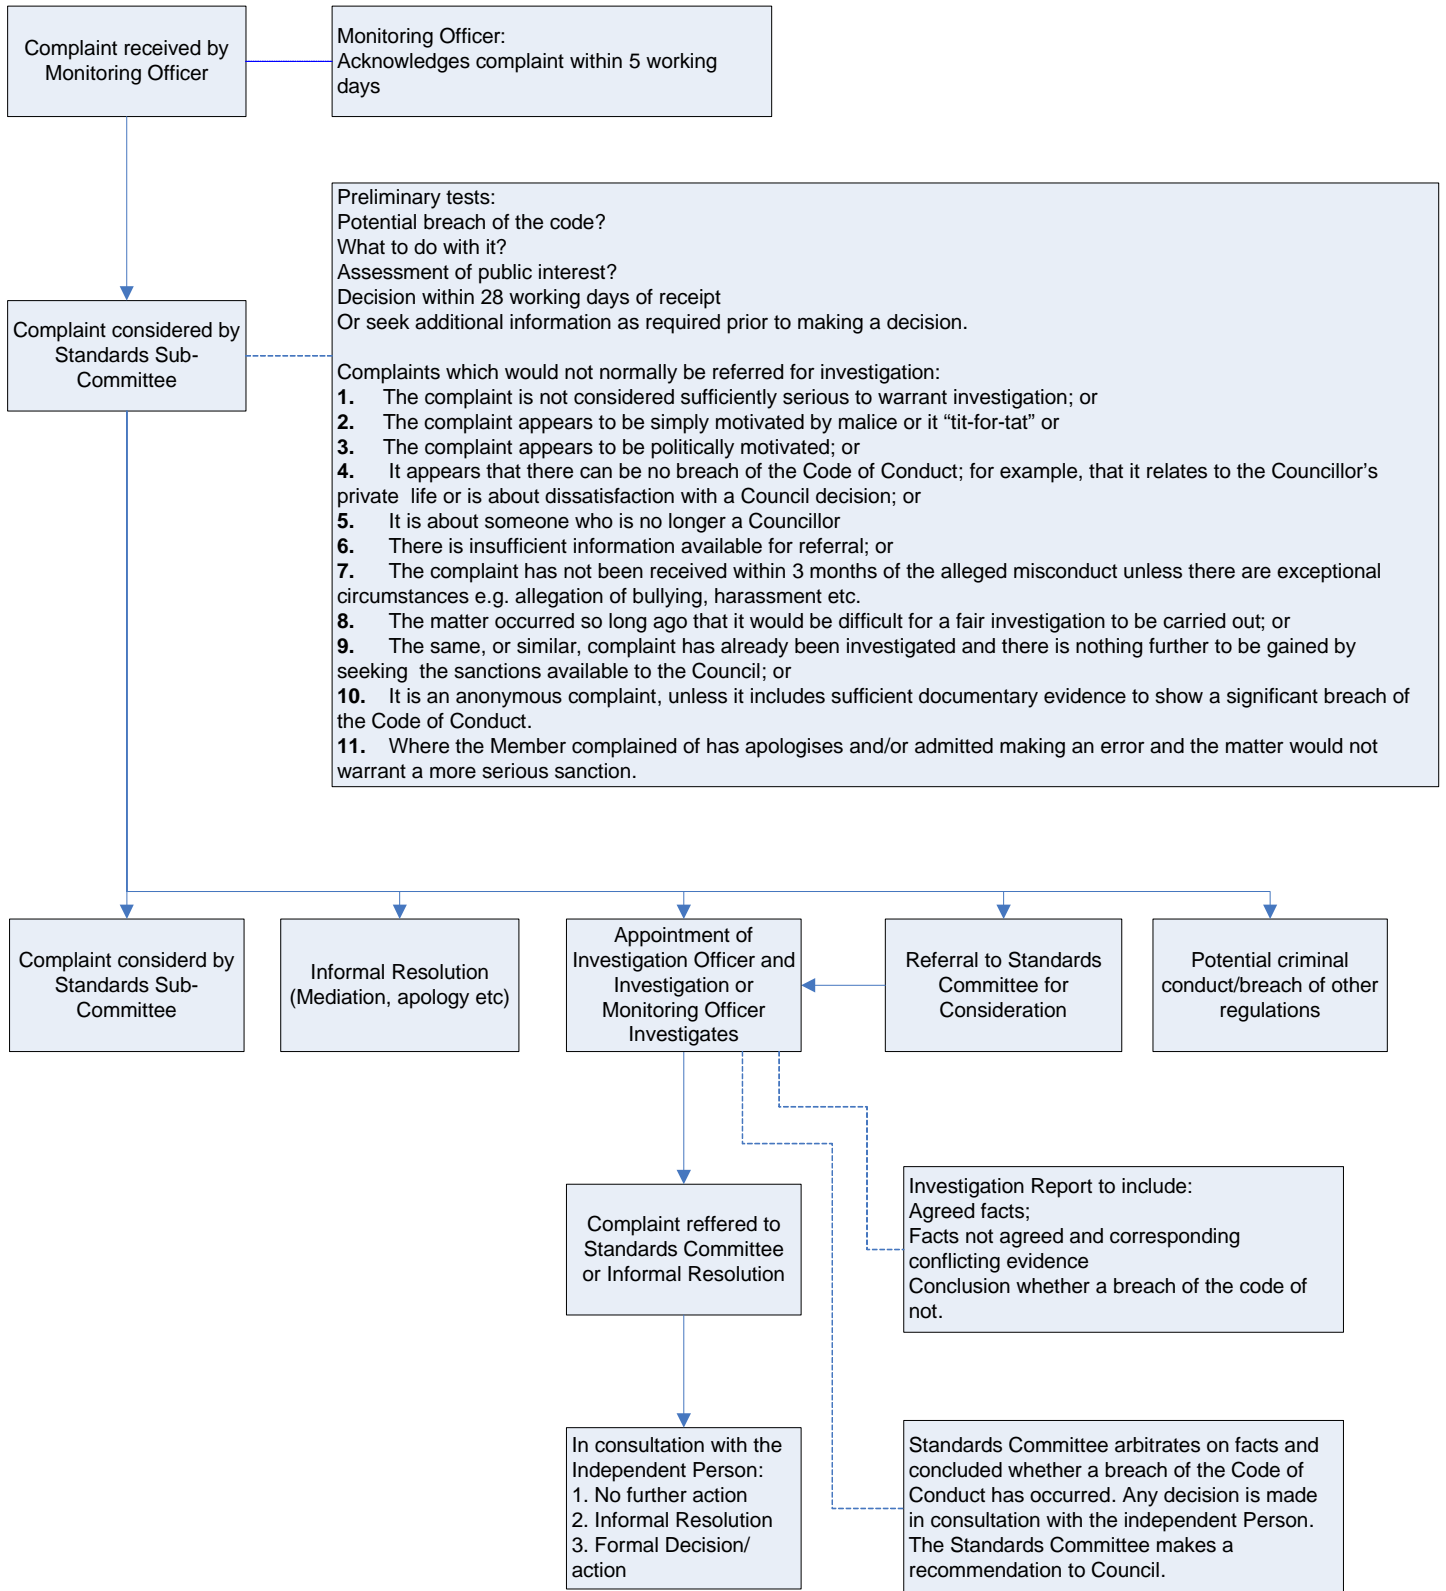 Complaint received by
Monitoring Officer
Monitoring Officer:
Acknowledges complaint within 5 working
days
Complaint considered by
Standards Sub-
Committee
Preliminary tests:
Potential breach of the code?
What to do with it?
Assessment of public interest?
Decision within 28 working days of receipt
Or seek additional information as required prior to making a decision.
Complaints which would not normally be referred for investigation:
1. The complaint is not considered sufficiently serious to warrant investigation; or
2. The complaint appears to be simply motivated by malice or it “tit-for-tat” or
3. The complaint appears to be politically motivated; or
4. It appears that there can be no breach of the Code of Conduct; for example, that it relates to the Councillor’s
private life or is about dissatisfaction with a Council decision; or
5. It is about someone who is no longer a Councillor
6. There is insufficient information available for referral; or
7. The complaint has not been received within 3 months of the alleged misconduct unless there are exceptional
circumstances e.g. allegation of bullying, harassment etc.
8. The matter occurred so long ago that it would be difficult for a fair investigation to be carried out; or
9. The same, or similar, complaint has already been investigated and there is nothing further to be gained by
seeking the sanctions available to the Council; or
10. It is an anonymous complaint, unless it includes sufficient documentary evidence to show a significant breach of
the Code of Conduct.
11. Where the Member complained of has apologises and/or admitted making an error and the matter would not
warrant a more serious sanction.
Complaint considerd by
Standards Sub-
Committee
Informal Resolution
(Mediation, apology etc)
Appointment of
Investigation Officer and
Investigation or
Monitoring Officer
Investigates
Referral to Standards
Committee for
Consideration
Potential criminal
conduct/breach of other
regulations
Complaint reffered to
Standards Committee
or Informal Resolution
Investigation Report to include:
Agreed facts;
Facts not agreed and corresponding
conflicting evidence
Conclusion whether a breach of the code of
not.
In consultation with the
Independent Person:
1. No further action
2. Informal Resolution
3. Formal Decision/
action
Standards Committee arbitrates on facts and
concluded whether a breach of the Code of
Conduct has occurred. Any decision is made
in consultation with the independent Person.
The Standards Committee makes a
recommendation to Council.